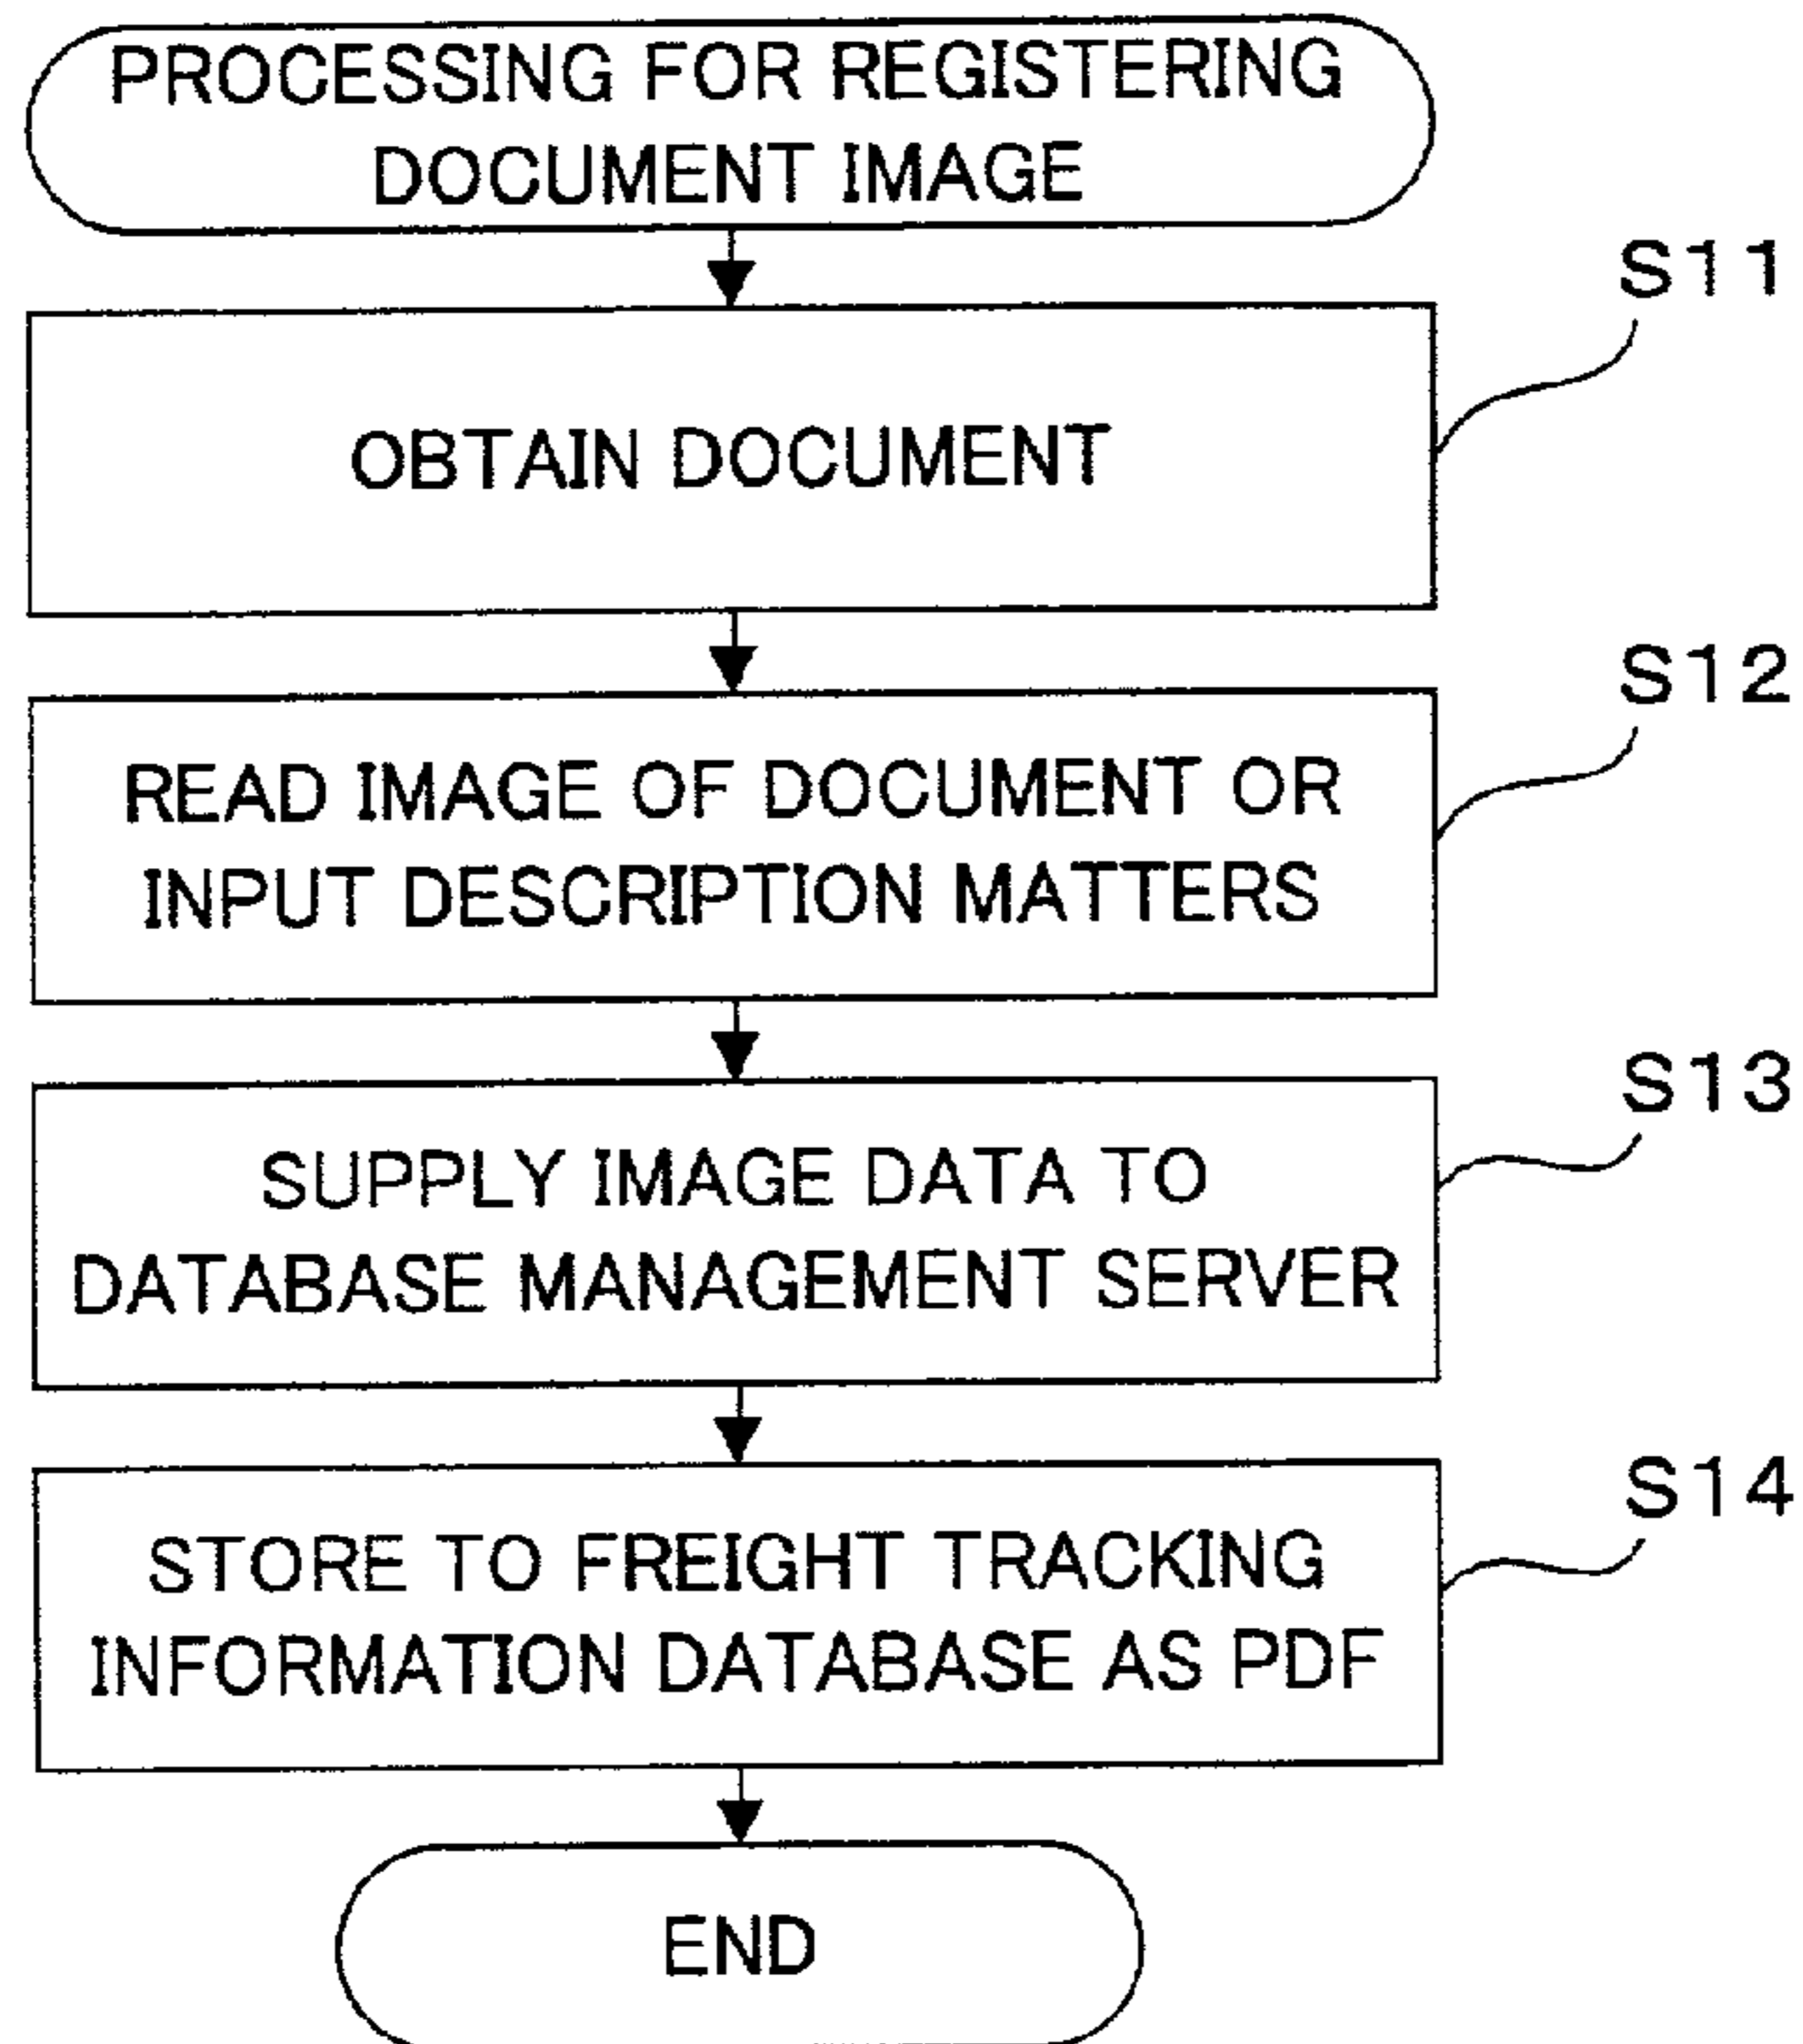 PROCESSING FOR REGISTERING
DOCUMENT IMAGE
S11
OBTAIN DOCUMENT
S12
READ IMAGE OF DOCUMENT OR
INPUT DESCRIPTION MATTERS
S13
SUPPLY IMAGE DATA TO
DATABASE MANAGEMENT SERVER
S14
STORE TO FREIGHT TRACKING
INFORMATION DATABASE AS PDF
END